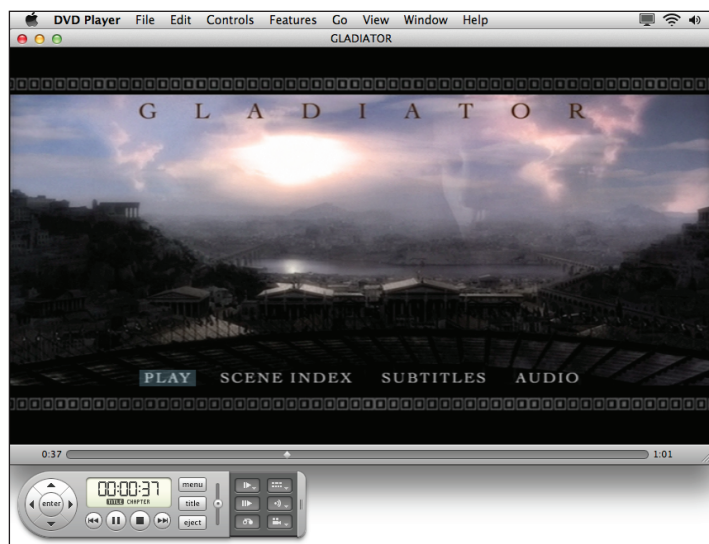 DVD Player File Edit Controls Features Go View Window Help
GLADIATOR
GLADIATOR
PLAY SCENE INDEX SUBTITLES AUDIO
0:37 1:01
menu
00:00:37
TITLE CHAPTER
enter
title
eject